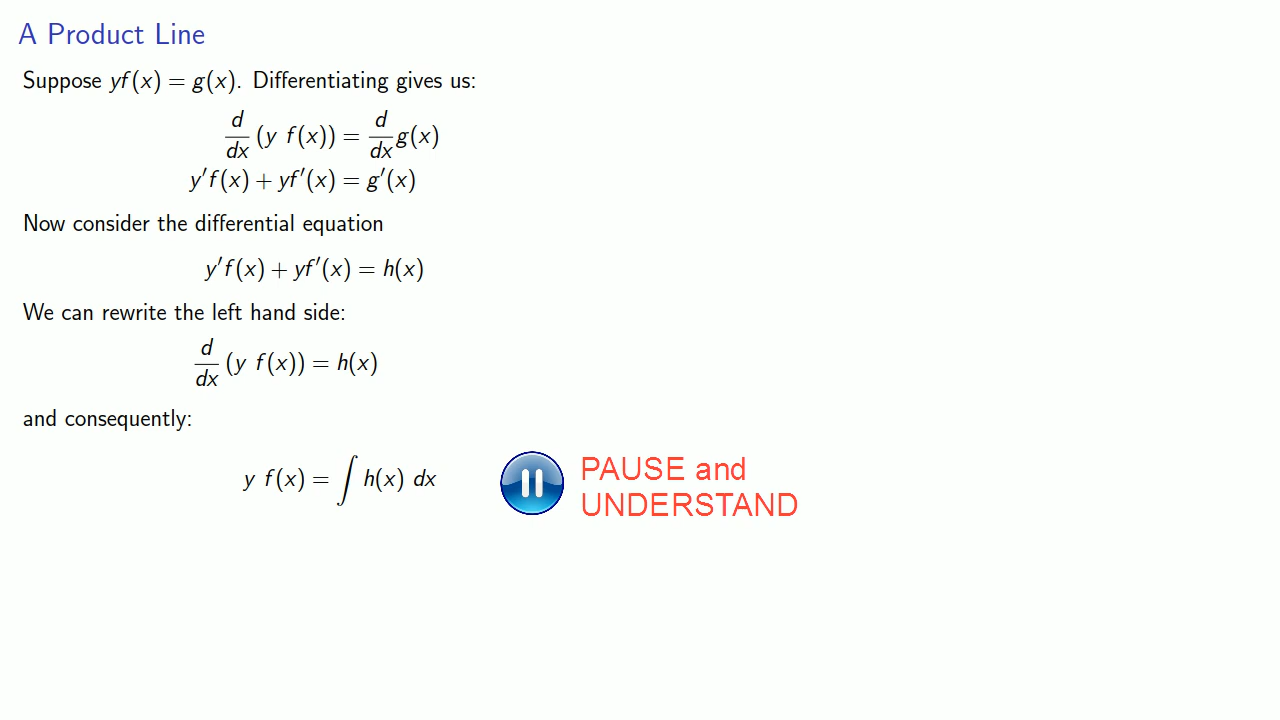 A Product Line
Suppose yf(x) = g(x). Differentiating gives us:
d/dx (y f(x)) = d/dx g(x)
y′f(x) + yf′(x) = g′(x)
Now consider the differential equation
y′f(x) + yf′(x) = h(x)
We can rewrite the left hand side:
d/dx (y f(x)) = h(x)
and consequently:
y f(x) = ∫ h(x) dx
PAUSE and
UNDERSTAND